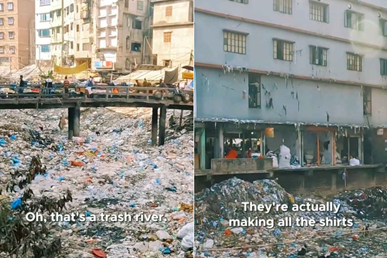 Oh, that's a trash river.
They're actually
making all the shirts